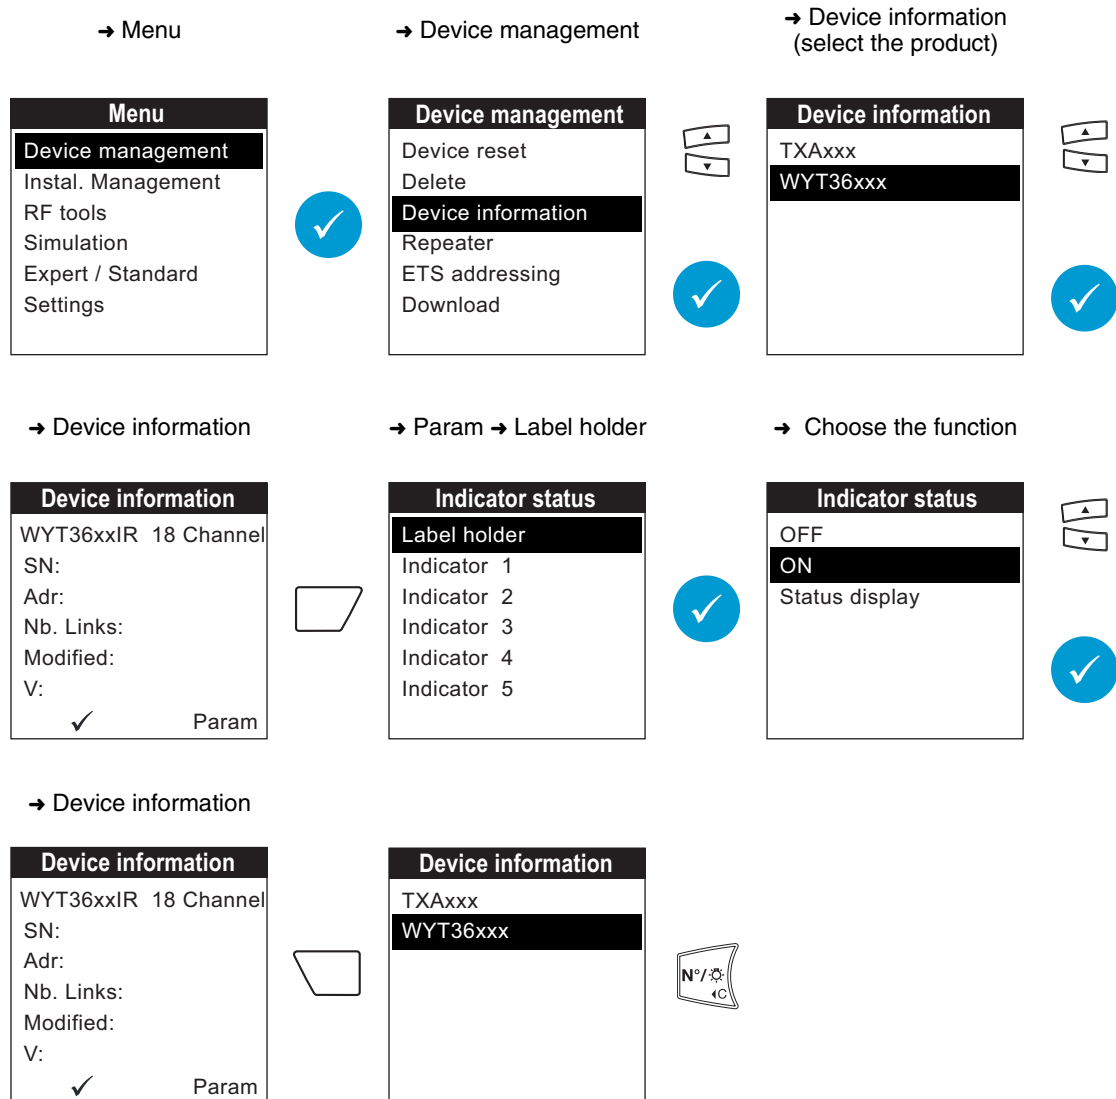 ➜ Menu
Menu
Device management
Instal. Management
RF tools
Simulation
Expert / Standard
Settings
➜ Device management
Device management
Device reset
Delete
Device information
Repeater
ETS addressing
Download
➜ Device information
(select the product)
Device information
TXAxxx
WYT36xxx
➜ Device information
Device information
WYT36xxIR 18 Channel
SN:
Adr:
Nb. Links:
Modified:
V:
✓ Param
➜ Param ➜ Label holder
Indicator status
Label holder
Indicator 1
Indicator 2
Indicator 3
Indicator 4
Indicator 5
➜ Choose the function
Indicator status
OFF
ON
Status display
➜ Device information
Device information
WYT36xxIR 18 Channel
SN:
Adr:
Nb. Links:
Modified:
V:
✓ Param
Device information
TXAxxx
WYT36xxx
N°/
C